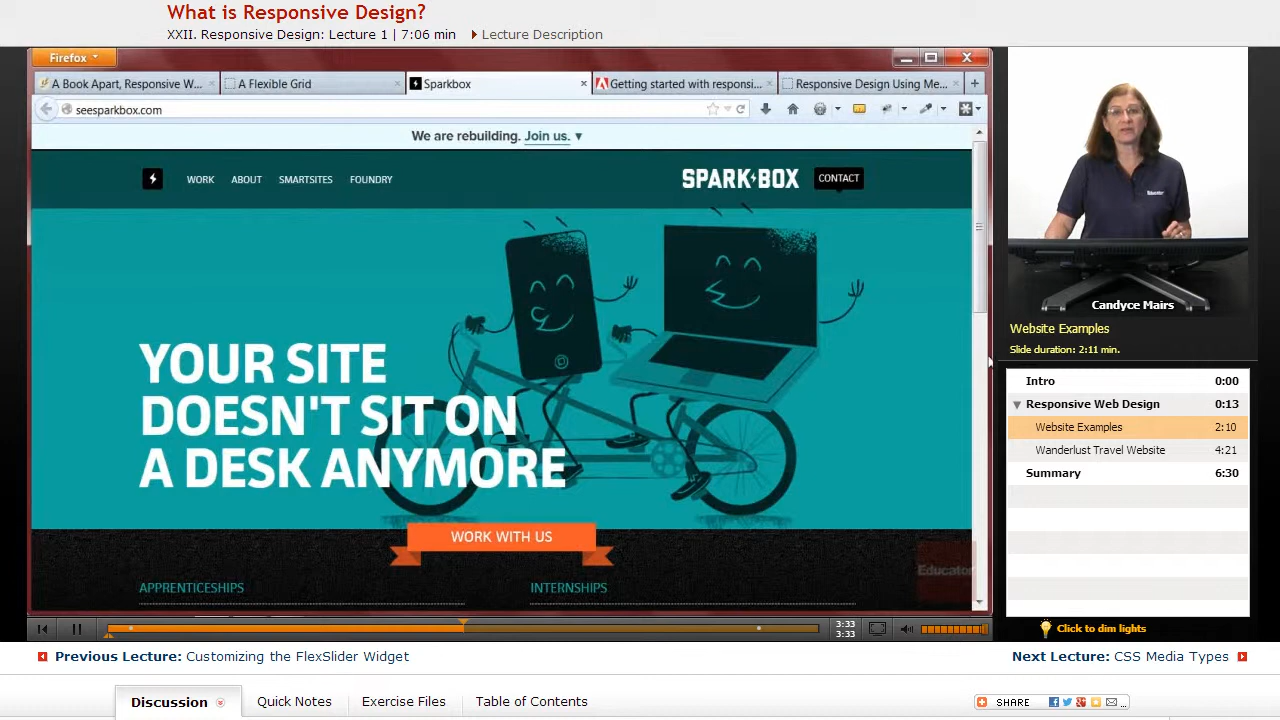 What is Responsive Design?
XXII. Responsive Design: Lecture 1 | 7:06 min Lecture Description
Firefox
A Book Apart, Responsive W... × A Flexible Grid × Sparkbox × Getting started with responsi... × Responsive Design Using Me... × +
seesparkbox.com
We are rebuilding. Join us. ▼
WORK ABOUT SMARTSITES FOUNDRY SPARKBOX CONTACT
YOUR SITE
DOESN'T SIT ON
A DESK ANYMORE
WORK WITH US
APPRENTICESHIPS INTERNSHIPS
Educator
Educator
Candyce Mairs
Website Examples
Slide duration: 2:11 min.
Intro 0:00
Responsive Web Design 0:13
Website Examples 2:10
Wanderlust Travel Website 4:21
Summary 6:30
3:33
3:33
Click to dim lights
Previous Lecture: Customizing the FlexSlider Widget
Next Lecture: CSS Media Types
Discussion Quick Notes Exercise Files Table of Contents
SHARE